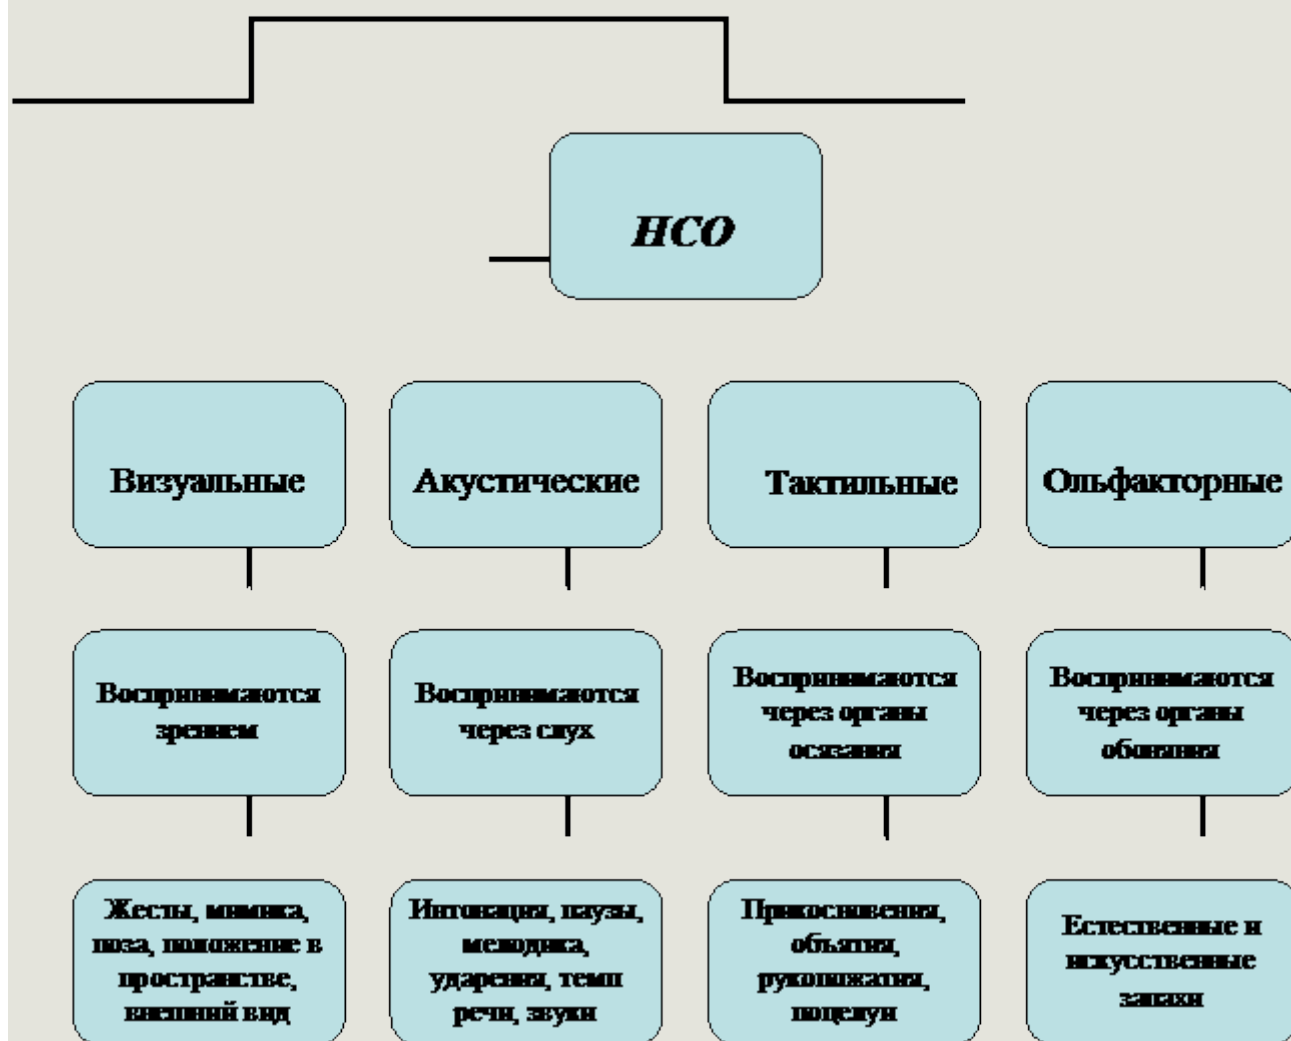 НСО
Визуальные
Акустические
Тактильные
Ольфакторные
Воспринимаются
зрением
Воспринимаются
через слух
Воспринимаются
через органы
осязания
Воспринимаются
через органы
обоняния
Жесты, мимика,
поза, положение в
пространстве,
внешний вид
Интонация, паузы,
мелодика,
ударения, темп
речи, звуки
Прикосновения,
объятия,
рукопожатия,
поцелуи
Естественные и
искусственные
запахи